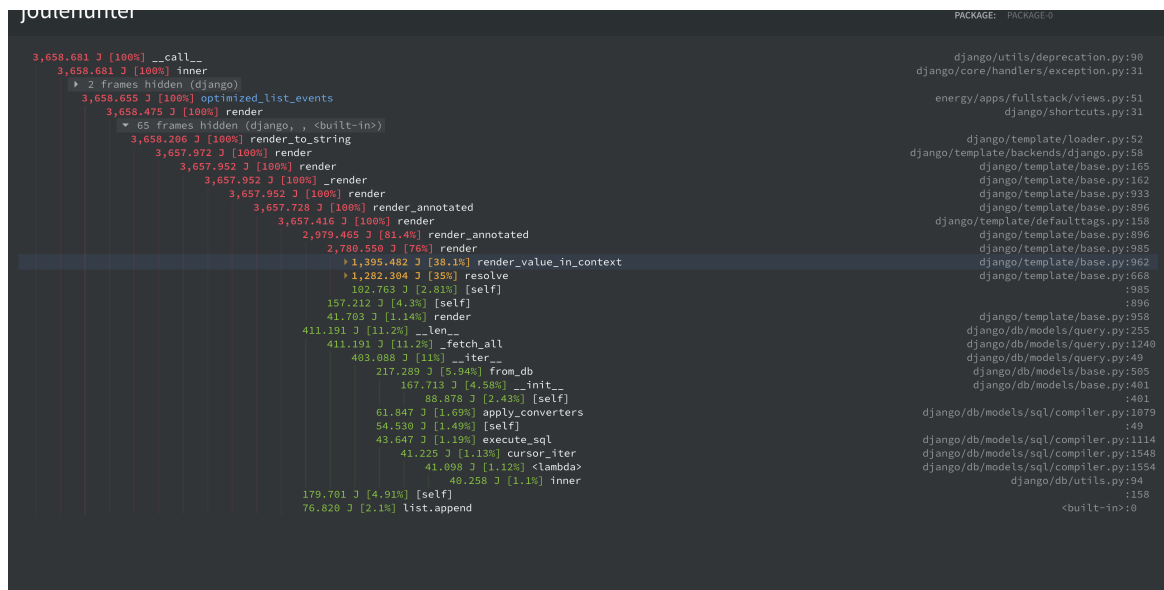 joulehunter PACKAGE: PACKAGE-0
3,658.681 J [100%] __call__ django/utils/deprecation.py:90
3,658.681 J [100%] inner django/core/handlers/exception.py:31
2 frames hidden (django)
3,658.655 J [100%] optimized_list_events energy/apps/fullstack/views.py:51
3,658.475 J [100%] render django/shortcuts.py:31
65 frames hidden (django, , <built-in>)
3,658.206 J [100%] render_to_string django/template/loader.py:52
3,657.972 J [100%] render django/template/backends/django.py:58
3,657.952 J [100%] render django/template/base.py:165
3,657.952 J [100%] _render django/template/base.py:162
3,657.952 J [100%] render django/template/base.py:933
3,657.728 J [100%] render_annotated django/template/base.py:896
3,657.416 J [100%] render django/template/defaulttags.py:158
2,979.465 J [81.4%] render_annotated django/template/base.py:896
2,780.550 J [76%] render django/template/base.py:985
1,395.482 J [38.1%] render_value_in_context django/template/base.py:962
1,282.304 J [35%] resolve django/template/base.py:668
102.763 J [2.81%] [self] :985
157.212 J [4.3%] [self] :896
41.703 J [1.14%] render django/template/base.py:958
411.191 J [11.2%] __len__ django/db/models/query.py:255
411.191 J [11.2%] _fetch_all django/db/models/query.py:1240
403.088 J [11%] __iter__ django/db/models/query.py:49
217.289 J [5.94%] from_db django/db/models/base.py:505
167.713 J [4.58%] __init__ django/db/models/base.py:401
88.878 J [2.43%] [self] :401
61.847 J [1.69%] apply_converters django/db/models/sql/compiler.py:1079
54.530 J [1.49%] [self] :49
43.647 J [1.19%] execute_sql django/db/models/sql/compiler.py:1114
41.225 J [1.13%] cursor_iter django/db/models/sql/compiler.py:1548
41.098 J [1.12%] <lambda> django/db/models/sql/compiler.py:1554
40.258 J [1.1%] inner django/db/utils.py:94
179.701 J [4.91%] [self] :158
76.820 J [2.1%] list.append <built-in>:0